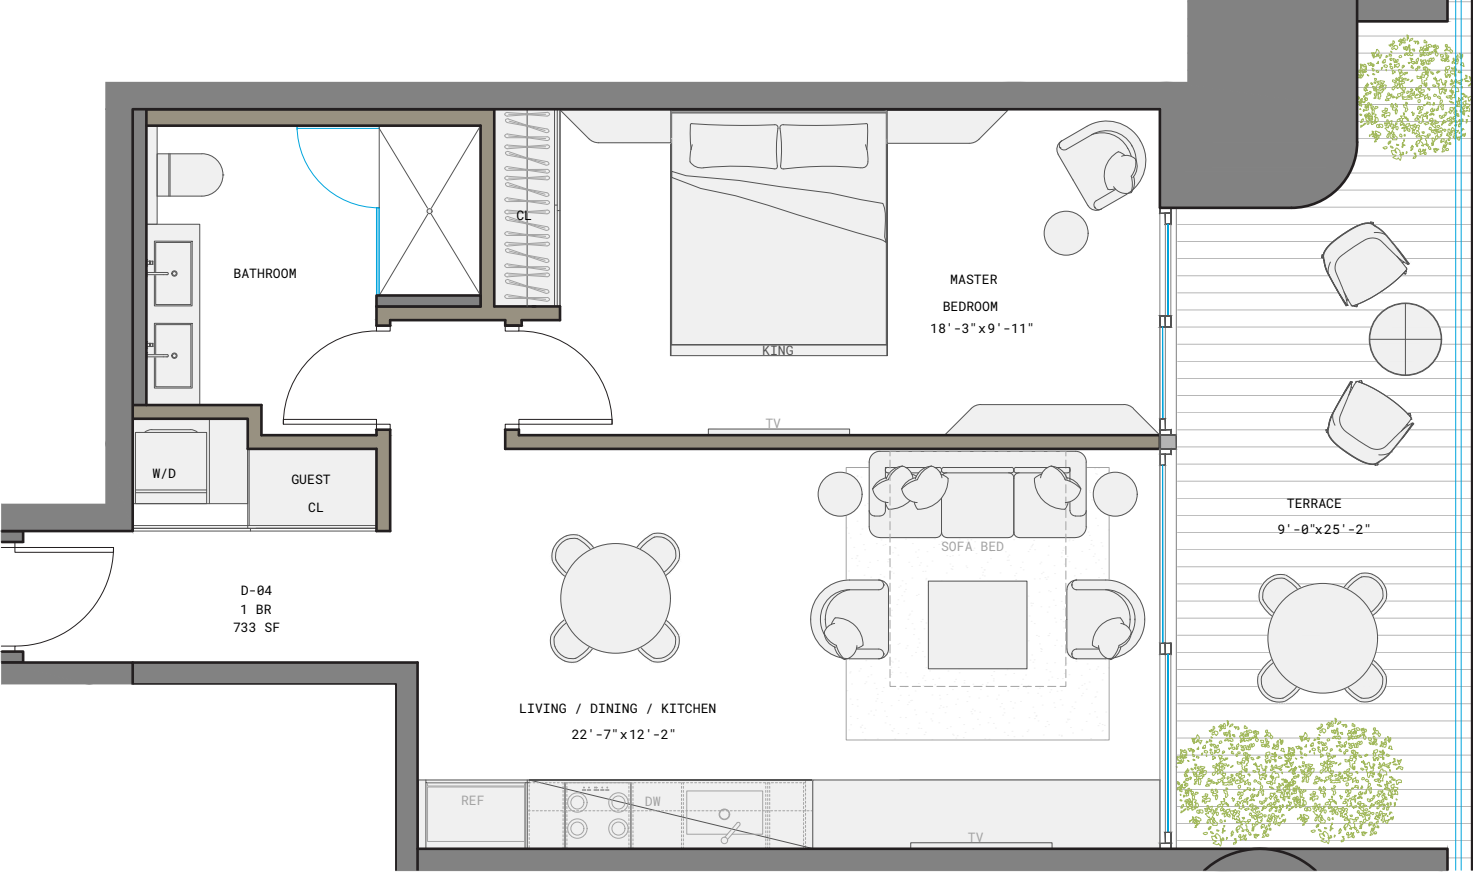 BATHROOM
CL
MASTER
BEDROOM
18'-3"x9'-11"
KING
TV
W/D
GUEST
CL
TERRACE
9'-0"x25'-2"
SOFA BED
D-04
1 BR
733 SF
LIVING / DINING / KITCHEN
22'-7"x12'-2"
REF
DW
TV